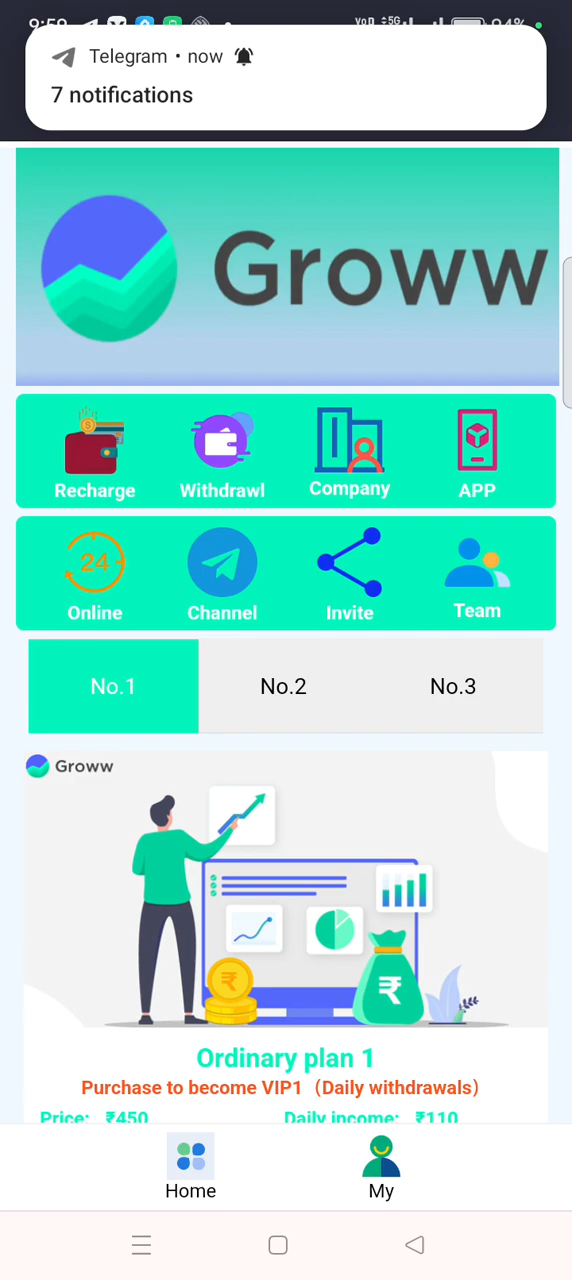 Telegram • now
7 notifications
Groww
Recharge Withdrawl Company APP
24
Online Channel Invite Team
No.1 No.2 No.3
Groww
₹
₹
Ordinary plan 1
Purchase to become VIP1（Daily withdrawals）
Price: ₹450 Daily income: ₹110
Home My